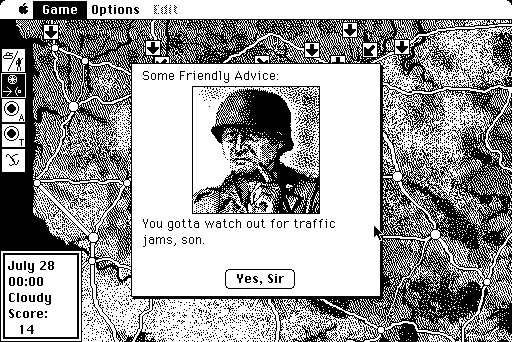 Game Options Edit
Some Friendly Advice:
You gotta watch out for traffic
jams, son.
Yes, Sir
A
T
July 28
00:00
Cloudy
Score:
14